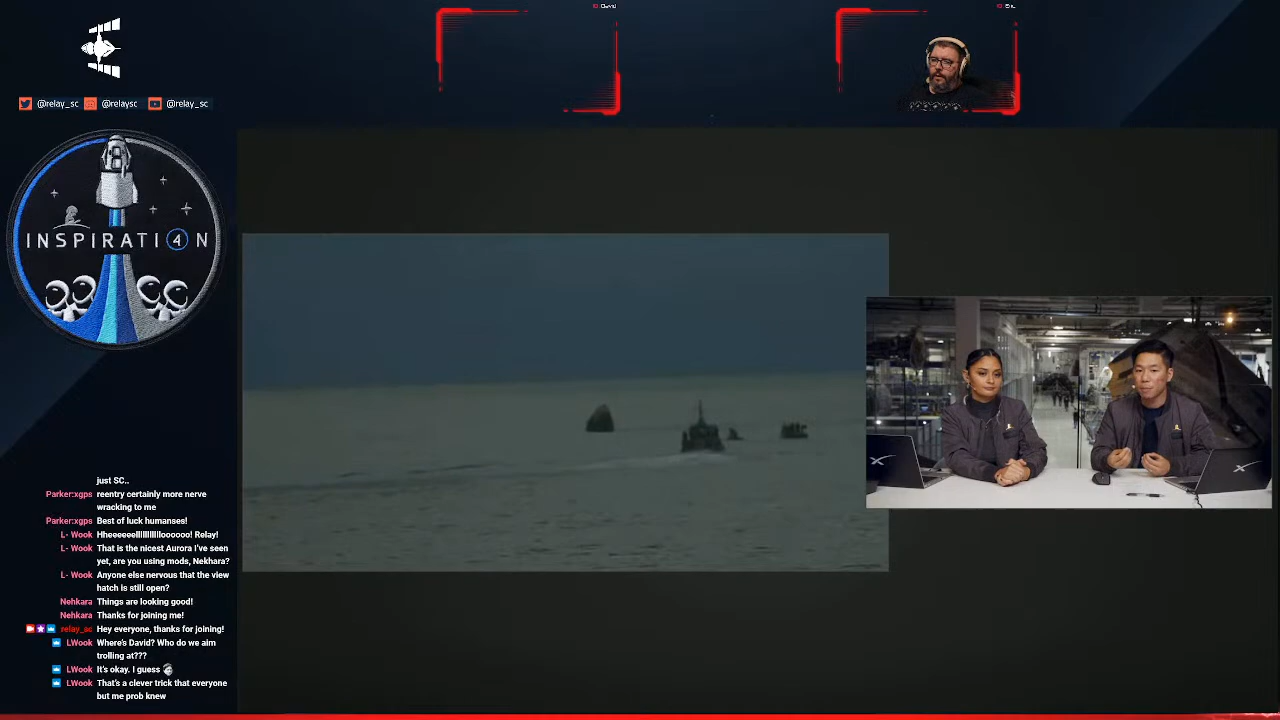 David
Eric
@relay_sc @relaysc @relay_sc
INSPIRATI4N
just SC..
Parker:xgps reentry certainly more nerve
wracking to me
Parker:xgps Best of luck humanses!
L- Wook Hheeeeeellllllllllloooooo! Relay!
L- Wook That is the nicest Aurora I've seen
yet, are you using mods, Nekhara?
L- Wook Anyone else nervous that the view
hatch is still open?
Nehkara Things are looking good!
Nehkara Thanks for joining me!
relay_sc Hey everyone, thanks for joining!
LWook Where's David? Who do we aim
trolling at???
LWook It's okay. I guess
LWook That's a clever trick that everyone
but me prob knew